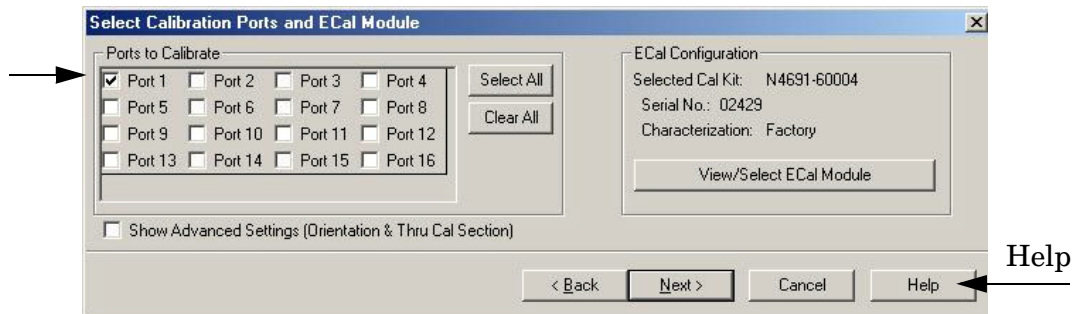 Select Calibration Ports and ECal Module
Ports to Calibrate
Port 1 Port 2 Port 3 Port 4
Port 5 Port 6 Port 7 Port 8
Port 9 Port 10 Port 11 Port 12
Port 13 Port 14 Port 15 Port 16
Select All
Clear All
ECal Configuration
Selected Cal Kit: N4691-60004
Serial No.: 02429
Characterization: Factory
View/Select ECal Module
Show Advanced Settings (Orientation & Thru Cal Section)
< Back Next > Cancel Help
Help